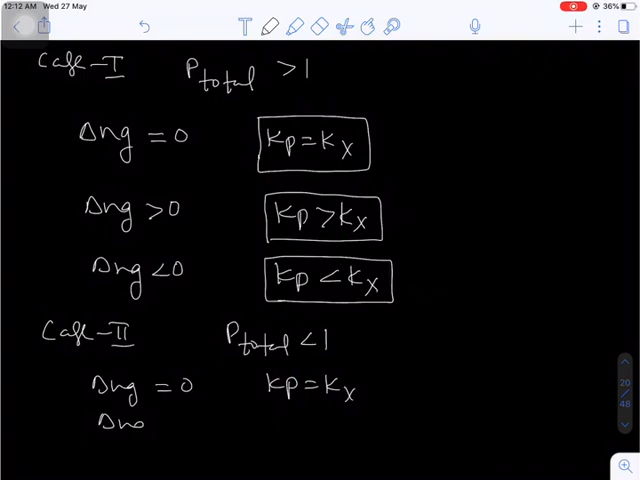 12:12 AM Wed 27 May
36%
Case-I Ptotal >1
Δng = 0 Kp = Kx
Δng >0 Kp > Kx
Δng <0 Kp < Kx
Case-II Ptotal <1
Δng = 0 Kp = Kx
Δng
20
/
48